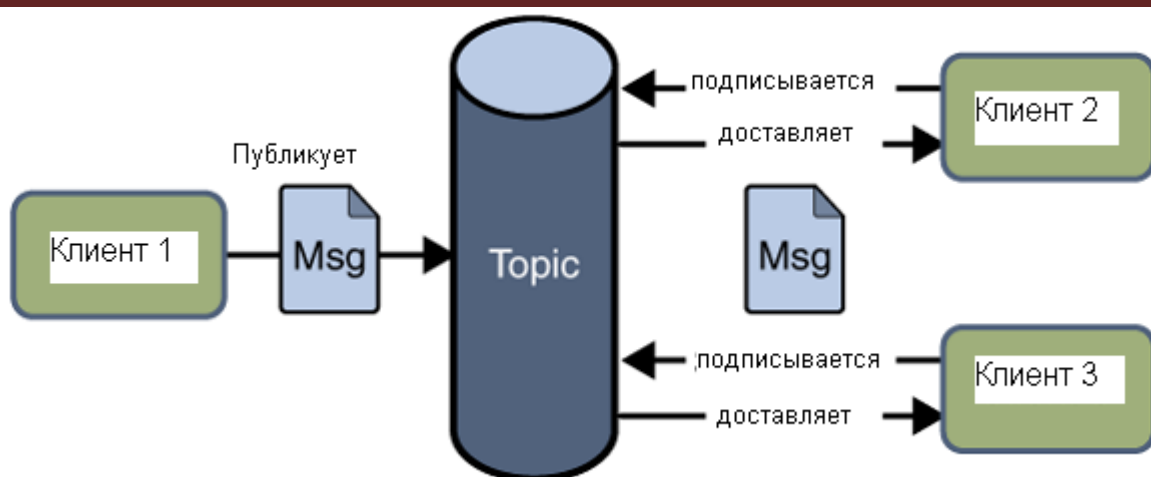 подписывается
Клиент 2
доставляет
Публикует
Клиент 1
Msg
Topic
Msg
подписывается
Клиент 3
доставляет